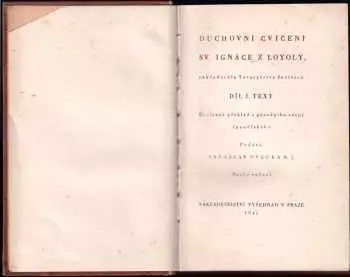 DUCHOVNÍ CVIČENÍ
SV. IGNÁCE Z LOYOLY,
zakladatele Tovaryšstva Ježíšova
DÍL I. TEXT
Doslovný překlad z původního znění
španělského
Podává
JAROSLAV OVEČKA T. J.
Druhé vydání
NAKLADATELSTVÍ VYŠEHRAD V PRAZE
1941